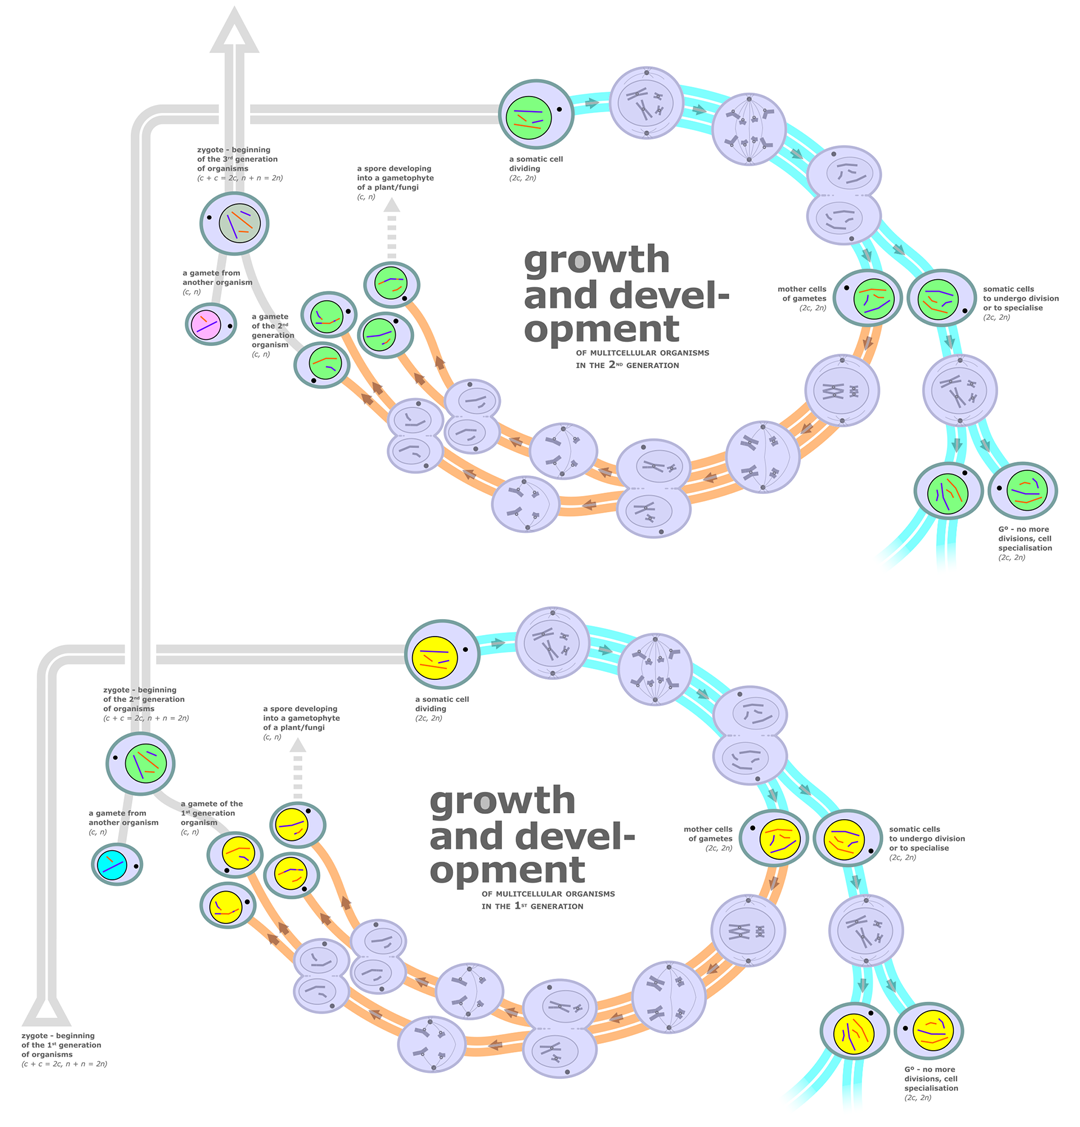 zygote - beginning
of the 3rd generation
of organisms
(c + c = 2c, n + n = 2n)
a spore developing
into a gametophyte
of a plant/fungi
(c, n)
a somatic cell
dividing
(2c, 2n)
a gamete from
another organism
(c, n)
a gamete
of the 2nd
generation
organism
(c, n)
growth
and devel-
opment
OF MULITCELLULAR ORGANISMS
IN THE 2ND GENERATION
mother cells
of gametes
(2c, 2n)
somatic cells
to undergo division
or to specialise
(2c, 2n)
G⁰ - no more
divisions, cell
specialisation
(2c, 2n)
zygote - beginning
of the 2nd generation
of organisms
(c + c = 2c, n + n = 2n)
a spore developing
into a gametophyte
of a plant/fungi
(c, n)
a somatic cell
dividing
(2c, 2n)
a gamete from
another organism
(c, n)
a gamete of the
1st generation
organism
(c, n)
growth
and devel-
opment
OF MULITCELLULAR ORGANISMS
IN THE 1ST GENERATION
mother cells
of gametes
(2c, 2n)
somatic cells
to undergo division
or to specialise
(2c, 2n)
zygote - beginning
of the 1st generation
of organisms
(c + c = 2c, n + n = 2n)
G⁰ - no more
divisions, cell
specialisation
(2c, 2n)